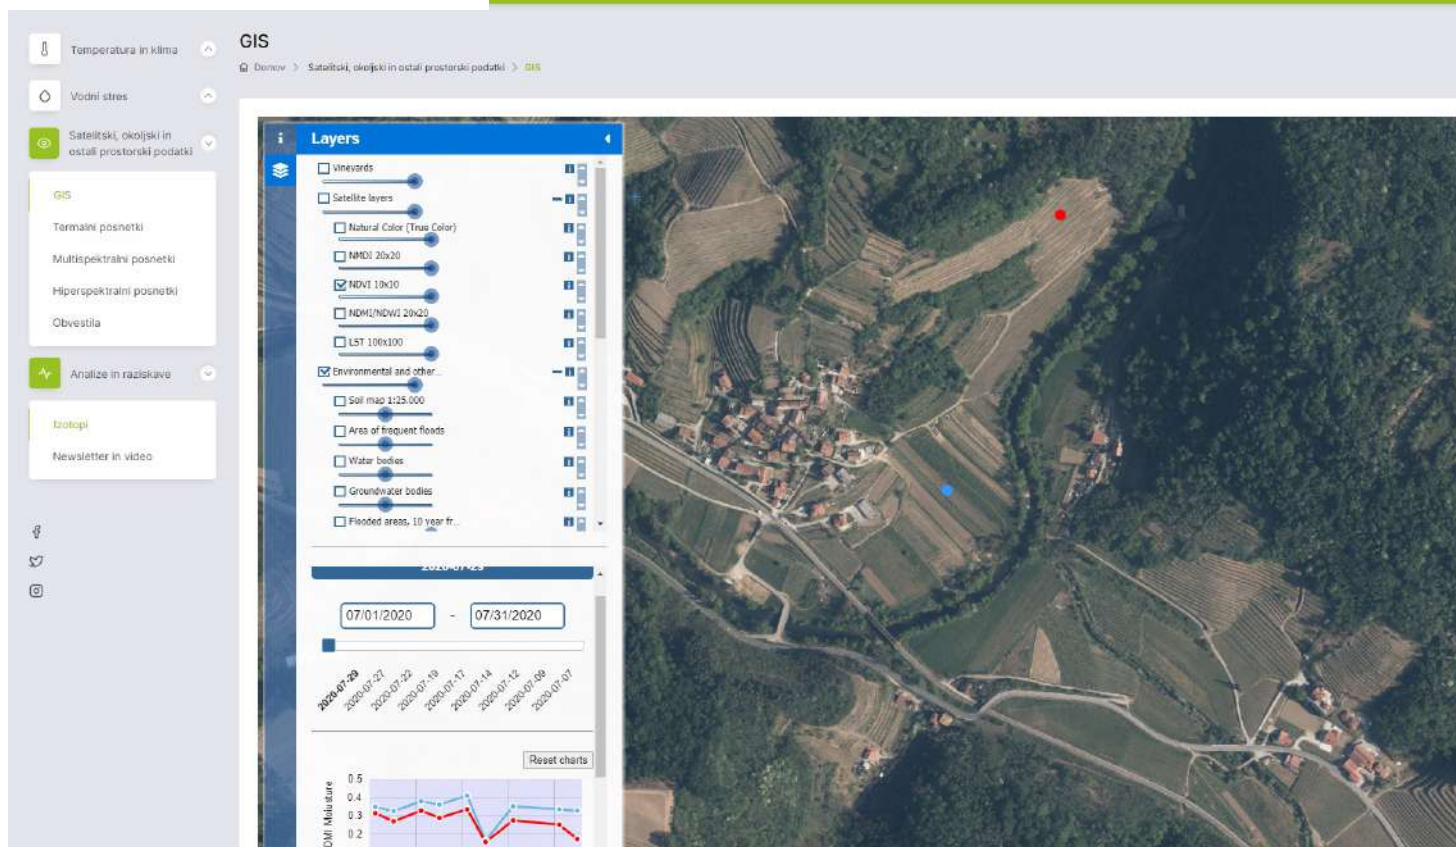 Temperatura in klima
Vodni stres
Satelitski, okoljski in
ostali prostorski podatki
GIS
Termalni posnetki
Multispektralni posnetki
Hiperspektralni posnetki
Obvestila
Analize in raziskave
Izotopi
Newsletter in video
GIS
Domov > Satelitski, okoljski in ostali prostorski podatki > GIS
Layers
Vineyards
Satellite layers
Natural Color (True Color)
NMDI 20x20
NDVI 10x10
NDMI/NDWI 20x20
LST 100x100
Environmental and other...
Soil map 1:25.000
Area of frequent floods
Water bodies
Groundwater bodies
Flooded areas, 10 year fr...
2020-07-29
07/01/2020 - 07/31/2020
2020-07-29
2020-07-27
2020-07-22
2020-07-19
2020-07-17
2020-07-14
2020-07-12
2020-07-09
2020-07-07
Reset charts
0.5
0.4
0.3
0.2
DMI Moiusture